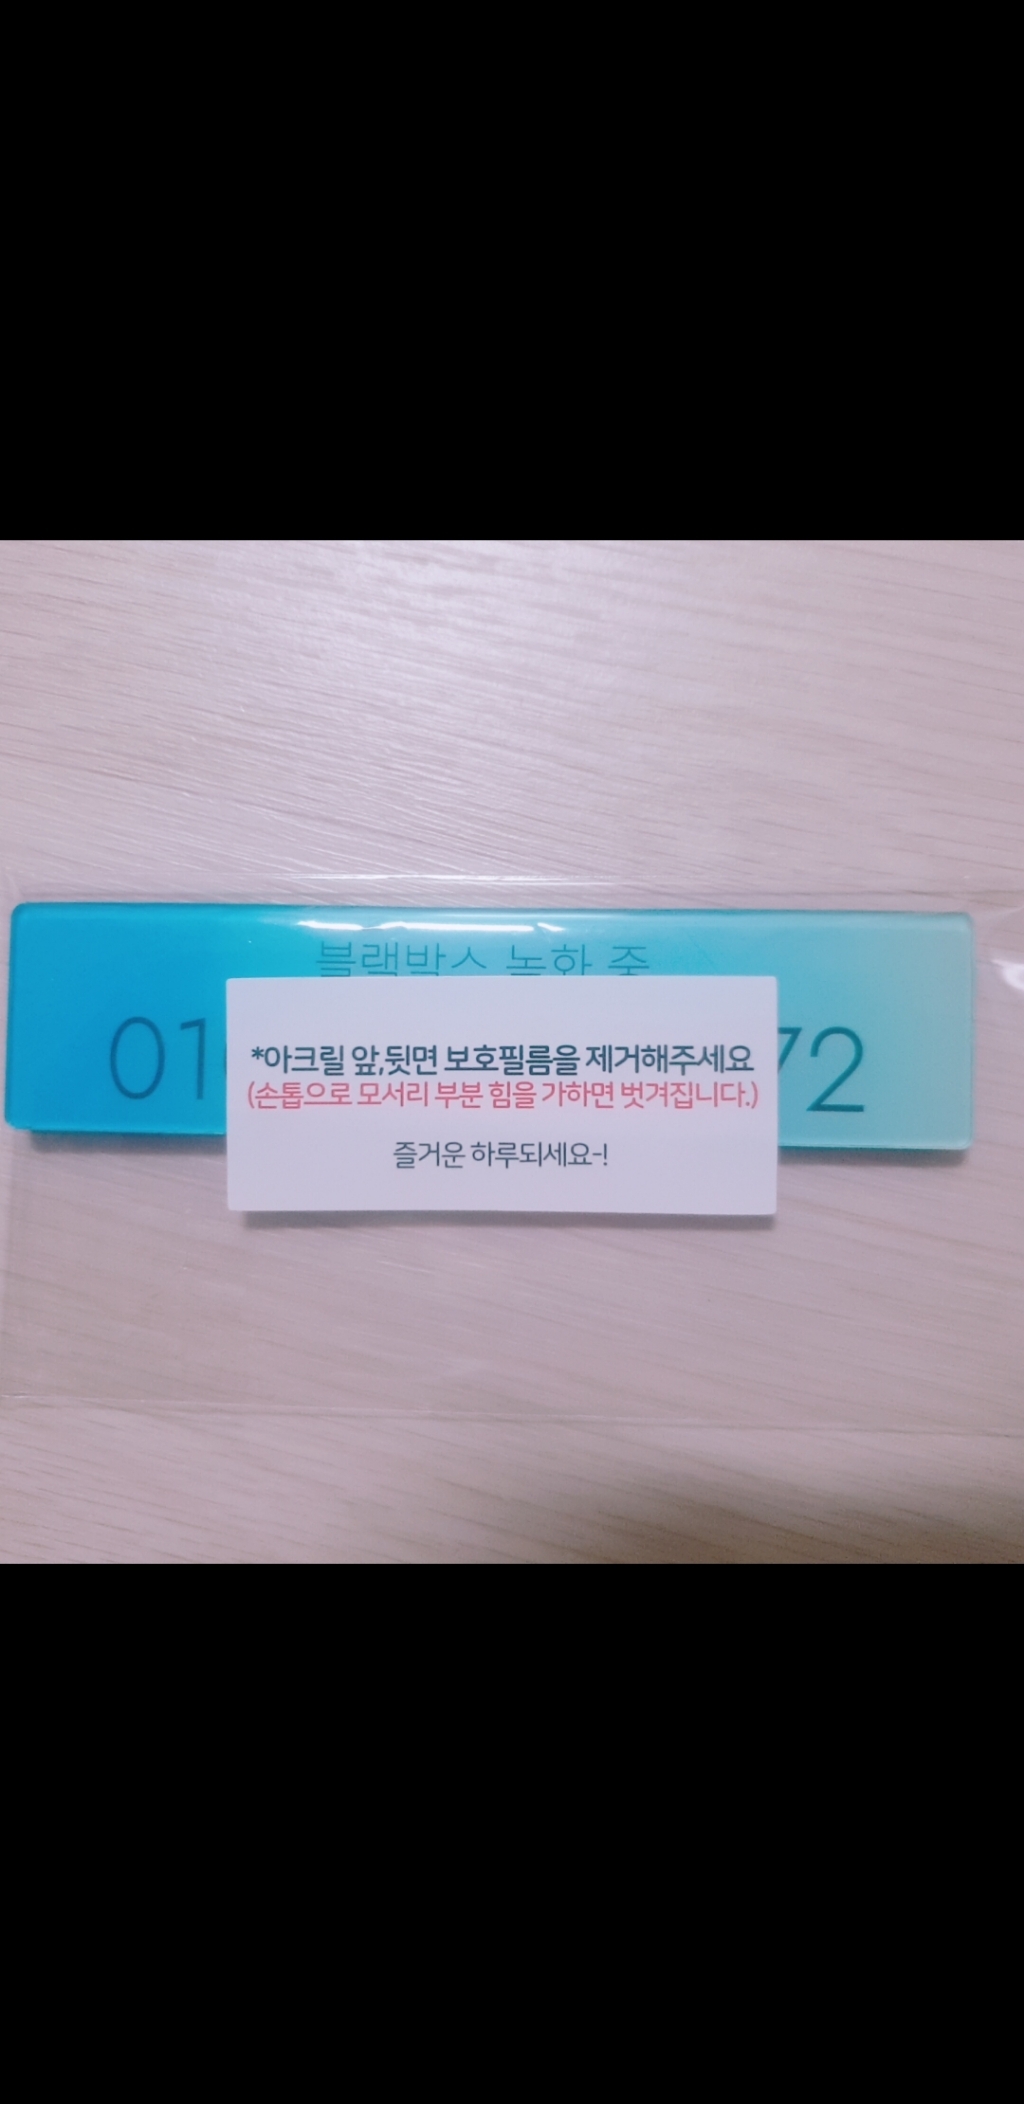 블랙박스 녹화 중
01
72
*아크릴 앞,뒷면 보호필름을 제거해주세요
(손톱으로 모서리 부분 힘을 가하면 벗겨집니다.)
즐거운 하루되세요-!